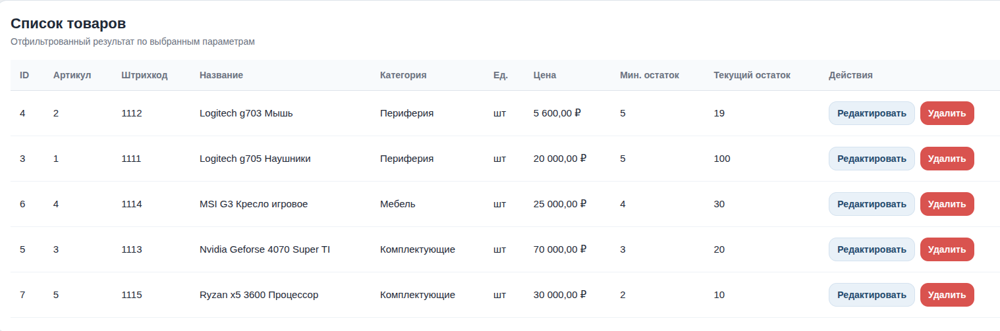 Список товаров
Отфильтрованный результат по выбранным параметрам
ID Артикул Штрихкод Название Категория Ед. Цена Мин. остаток Текущий остаток Действия
4 2 1112 Logitech g703 Мышь Периферия шт 5 600,00 ₽ 5 19 Редактировать Удалить
3 1 1111 Logitech g705 Наушники Периферия шт 20 000,00 ₽ 5 100 Редактировать Удалить
6 4 1114 MSI G3 Кресло игровое Мебель шт 25 000,00 ₽ 4 30 Редактировать Удалить
5 3 1113 Nvidia Geforse 4070 Super TI Комплектующие шт 70 000,00 ₽ 3 20 Редактировать Удалить
7 5 1115 Ryzan x5 3600 Процессор Комплектующие шт 30 000,00 ₽ 2 10 Редактировать Удалить